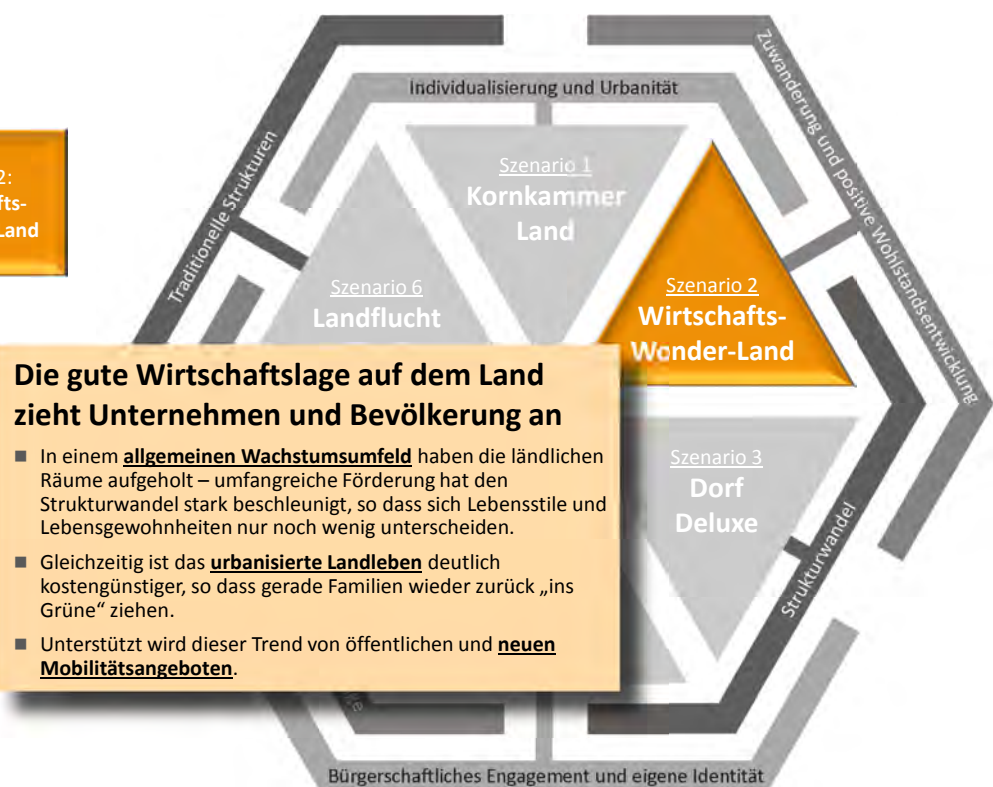 Individualisierung und Urbanität
Zuwanderung und positive Wohlstandsentwicklung
Traditionelle Strukturen
2:
fts-
Land
Szenario 1
Kornkammer
Land
Szenario 6
Landflucht
Szenario 2
Wirtschafts-
Wonder-Land
Die gute Wirtschaftslage auf dem Land
zieht Unternehmen und Bevölkerung an
■ In einem allgemeinen Wachstumsumfeld haben die ländlichen
Räume aufgeholt – umfangreiche Förderung hat den
Strukturwandel stark beschleunigt, so dass sich Lebensstile und
Lebensgewohnheiten nur noch wenig unterscheiden.
■ Gleichzeitig ist das urbanisierte Landleben deutlich
kostengünstiger, so dass gerade Familien wieder zurück „ins
Grüne“ ziehen.
■ Unterstützt wird dieser Trend von öffentlichen und neuen
Mobilitätsangeboten.
Szenario 3
Dorf
Deluxe
Strukturwandel
Bürgerschaftliches Engagement und eigene Identität